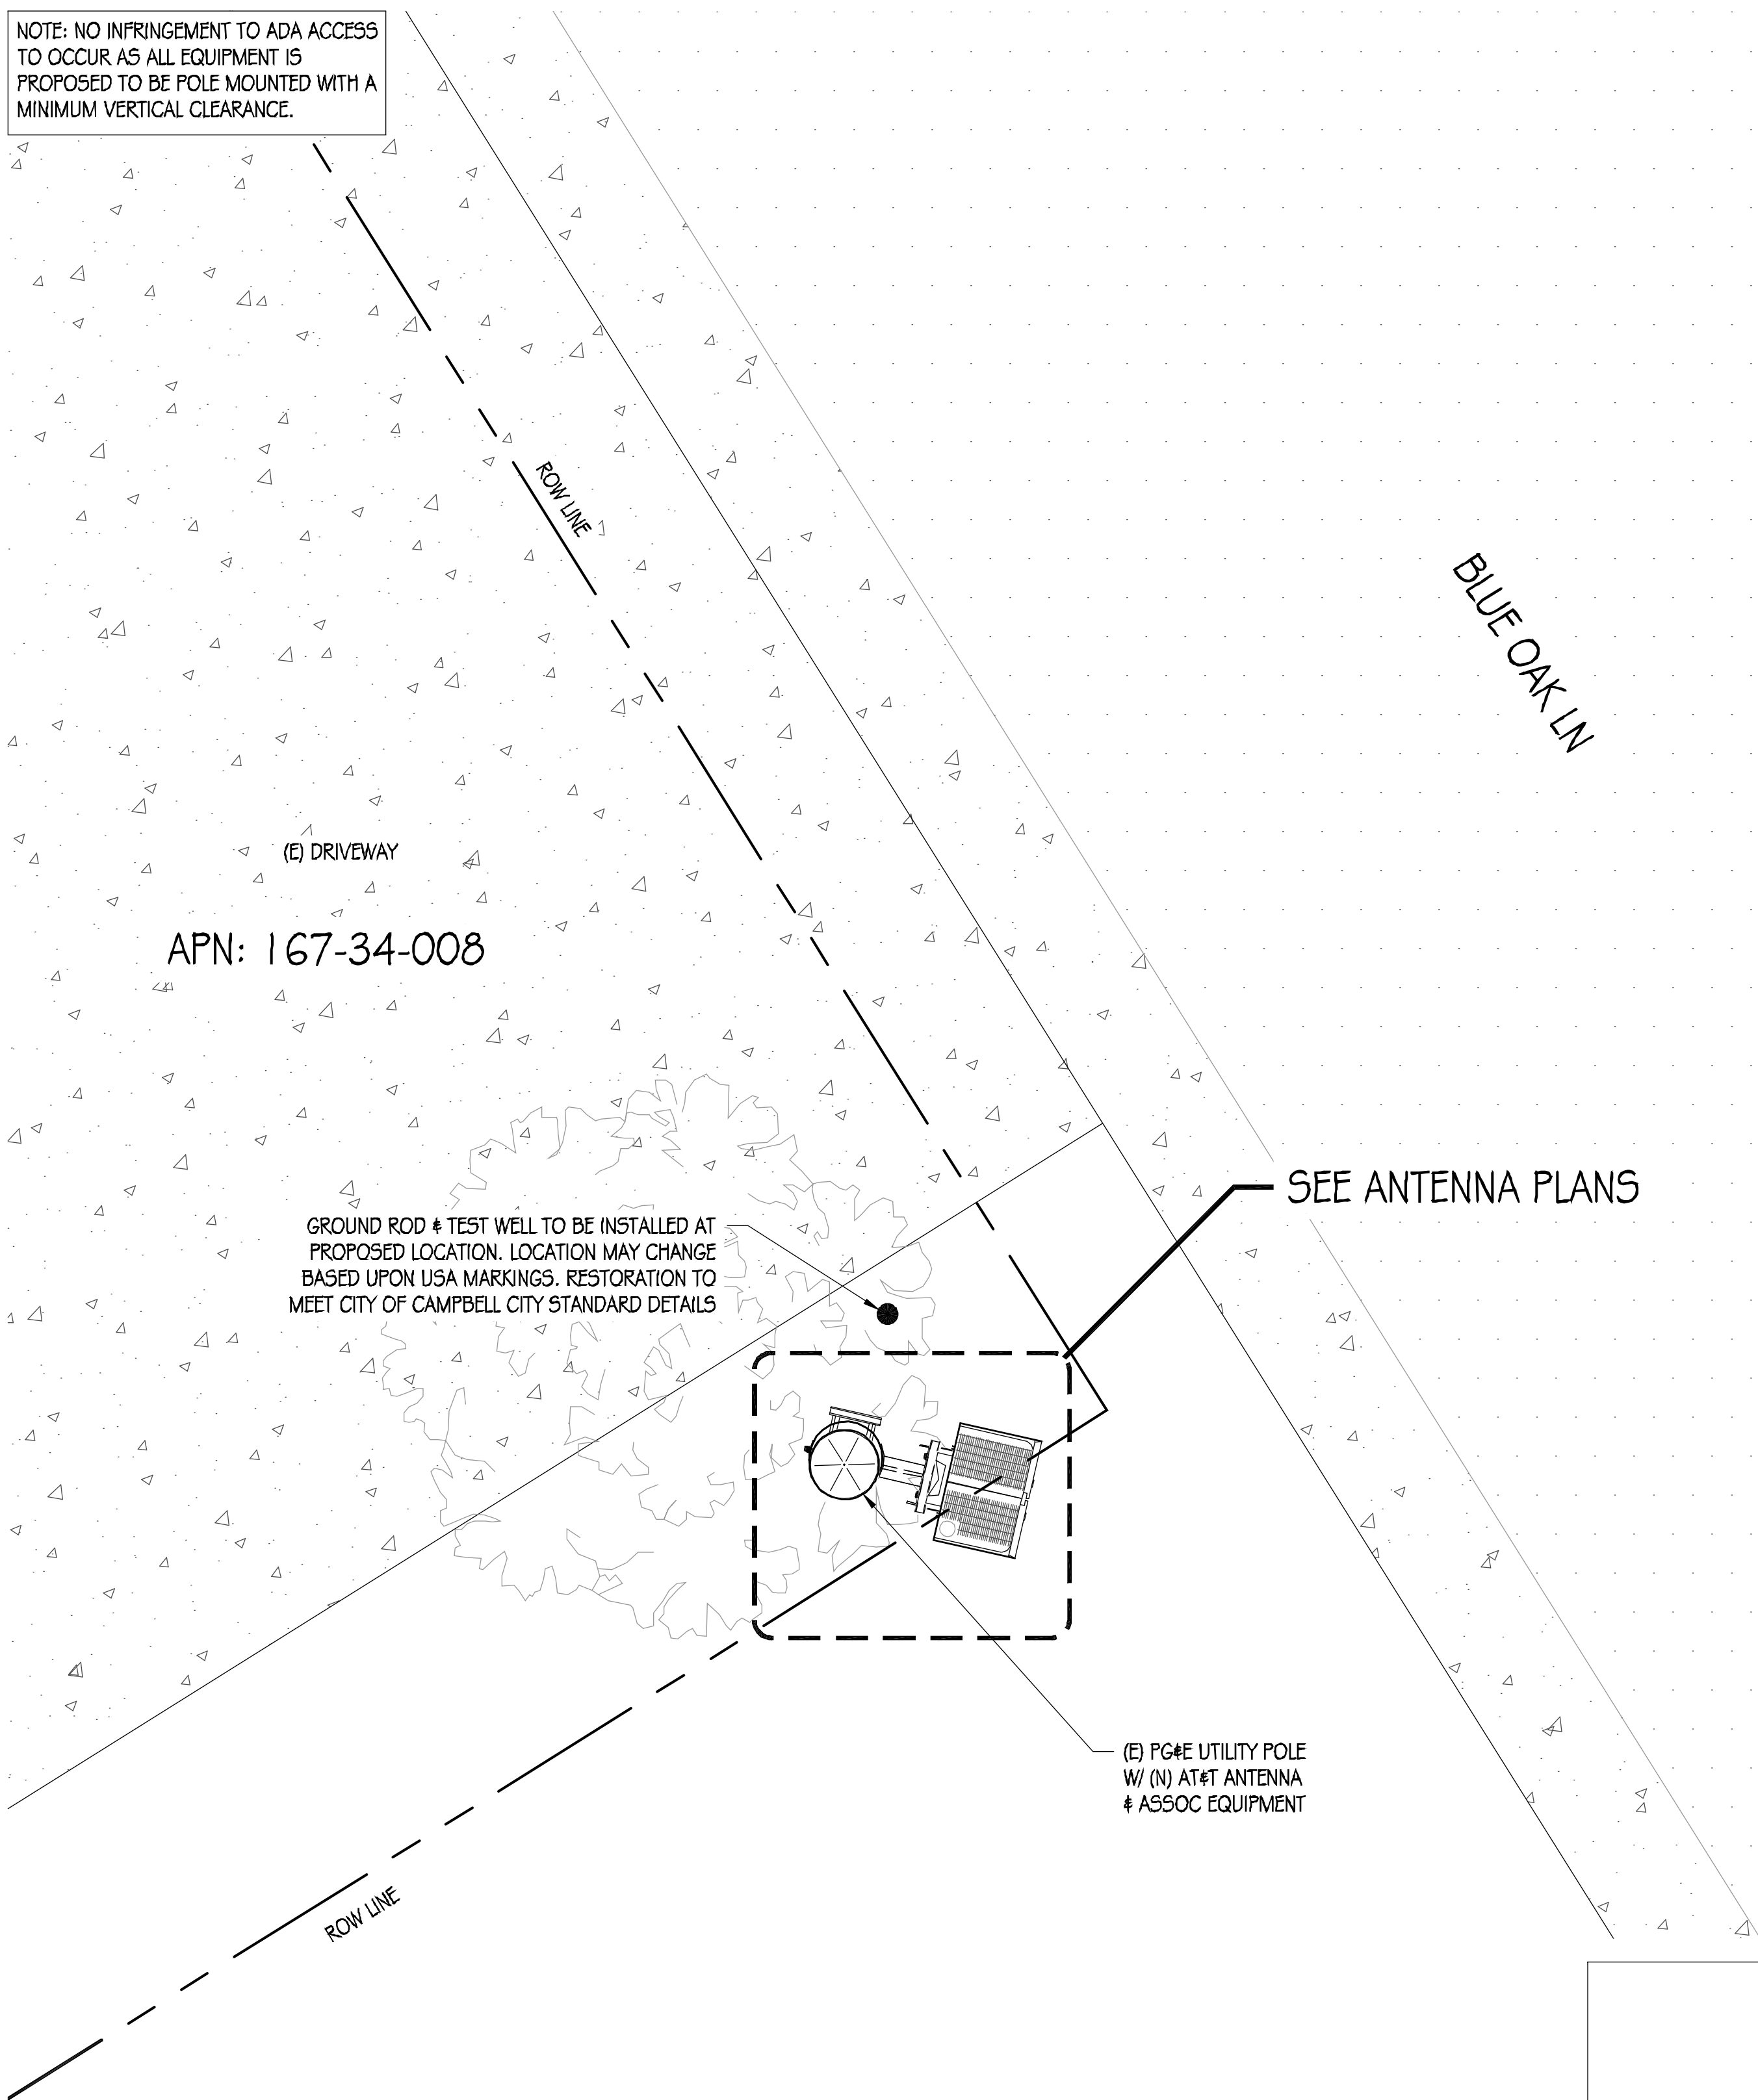 NOTE: NO INFRINGEMENT TO ADA ACCESS
TO OCCUR AS ALL EQUIPMENT IS
PROPOSED TO BE POLE MOUNTED WITH A
MINIMUM VERTICAL CLEARANCE.
ROW LINE
BLUE OAK LN
(E) DRIVEWAY
APN: 167-34-008
SEE ANTENNA PLANS
GROUND ROD & TEST WELL TO BE INSTALLED AT
PROPOSED LOCATION. LOCATION MAY CHANGE
BASED UPON USA MARKINGS. RESTORATION TO
MEET CITY OF CAMPBELL CITY STANDARD DETAILS
(E) PG&E UTILITY POLE
W/ (N) AT&T ANTENNA
& ASSOC EQUIPMENT
ROW LINE